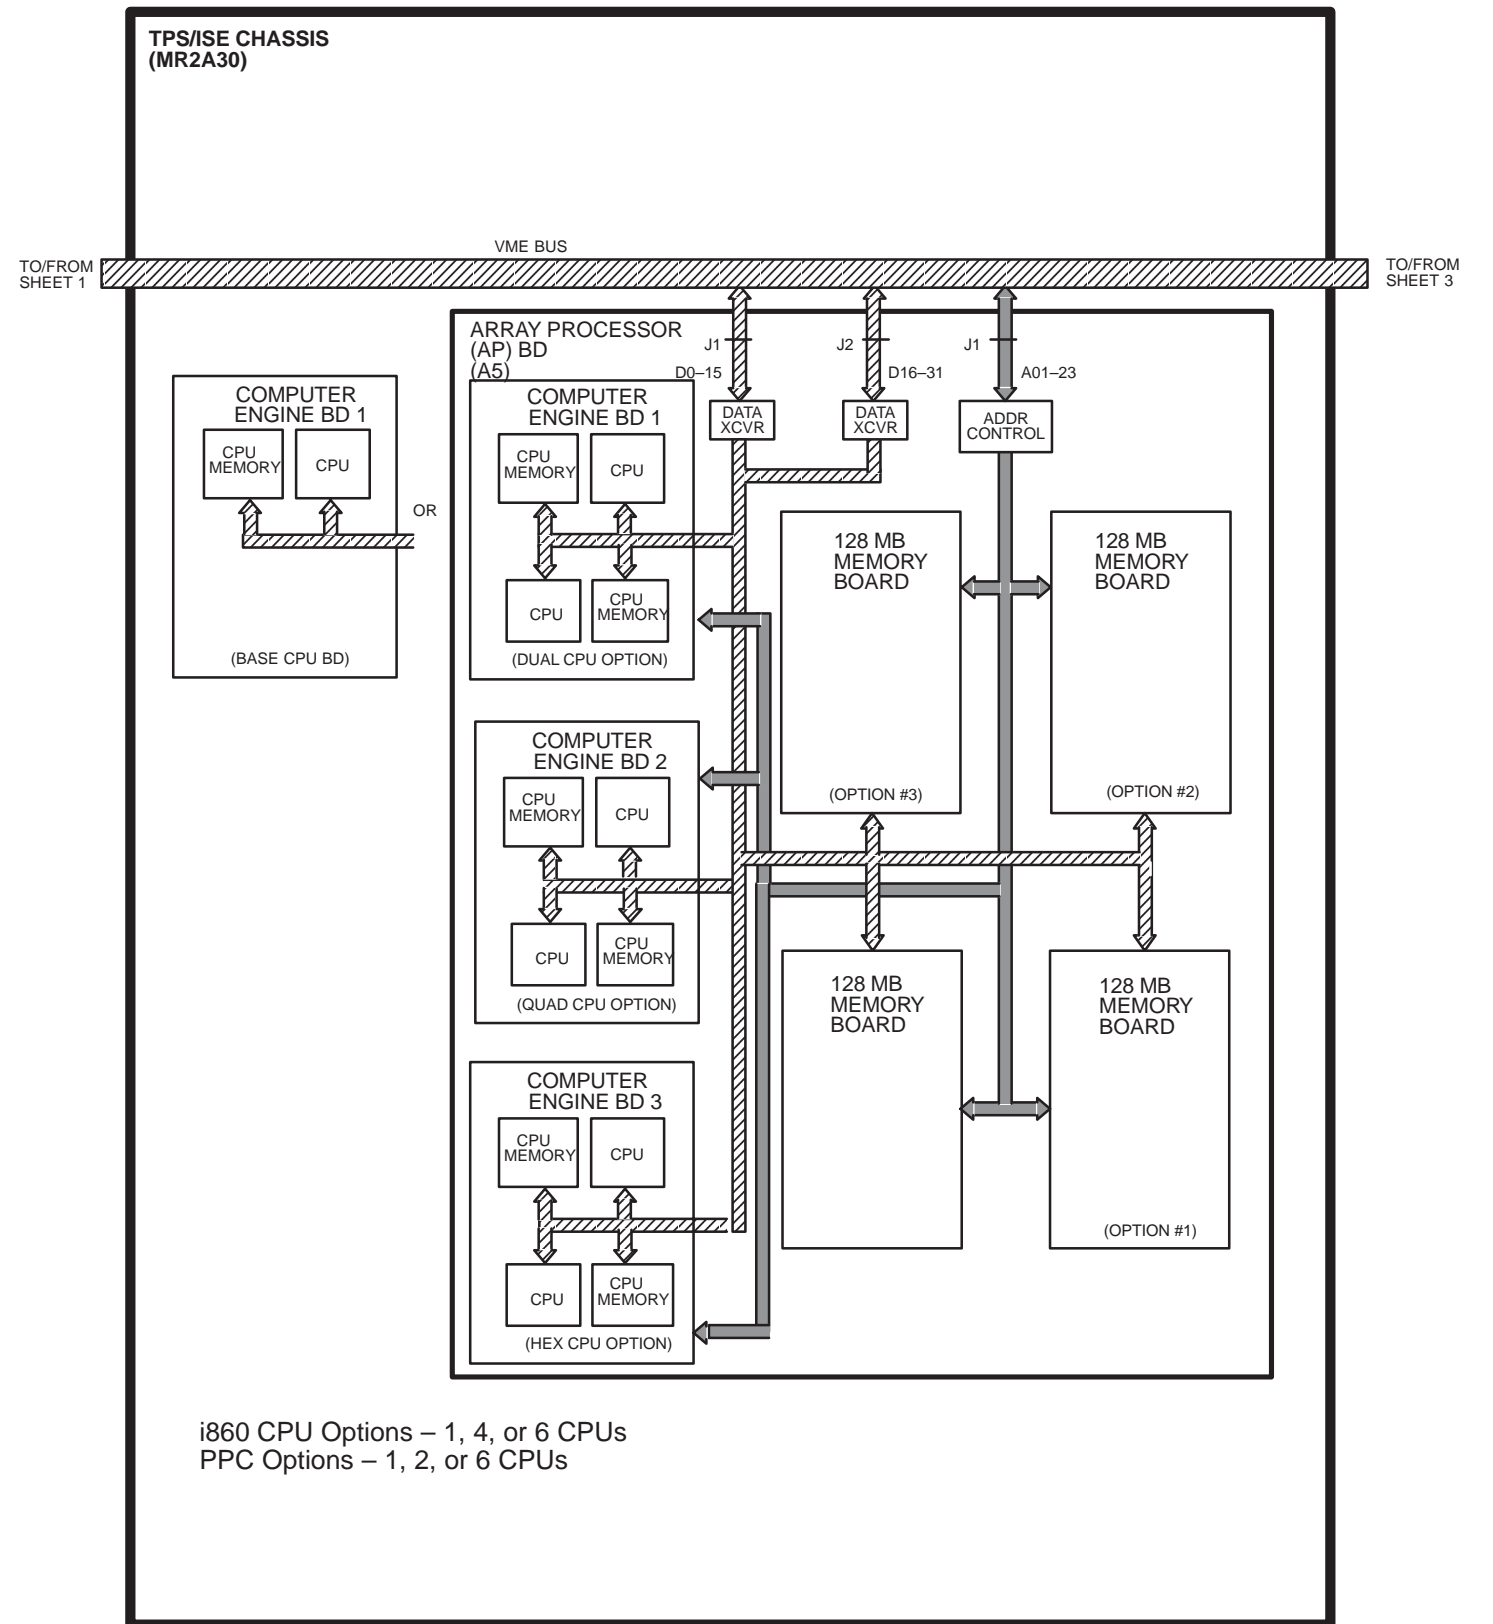 TPS/ISE CHASSIS
(MR2A30)
VME BUS
TO/FROM
SHEET 1
TO/FROM
SHEET 3
ARRAY PROCESSOR
(AP) BD
(A5)
J1
J2
J1
D0–15
D16–31
A01–23
DATA
XCVR
DATA
XCVR
ADDR
CONTROL
COMPUTER
ENGINE BD 1
CPU
MEMORY
CPU
OR
(BASE CPU BD)
COMPUTER
ENGINE BD 1
CPU
MEMORY
CPU
CPU
CPU
MEMORY
(DUAL CPU OPTION)
128 MB
MEMORY
BOARD
(OPTION #3)
128 MB
MEMORY
BOARD
(OPTION #2)
COMPUTER
ENGINE BD 2
CPU
MEMORY
CPU
CPU
CPU
MEMORY
(QUAD CPU OPTION)
128 MB
MEMORY
BOARD
128 MB
MEMORY
BOARD
(OPTION #1)
COMPUTER
ENGINE BD 3
CPU
MEMORY
CPU
CPU
CPU
MEMORY
(HEX CPU OPTION)
i860 CPU Options – 1, 4, or 6 CPUs
PPC Options – 1, 2, or 6 CPUs